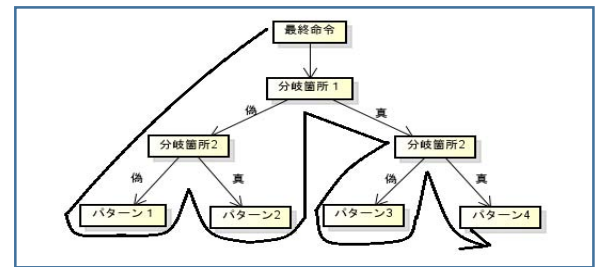 最終命令
分岐箇所 1
偽
真
分岐箇所2
分岐箇所2
偽
真
偽
真
パターン 1
パターン2
パターン3
パターン4